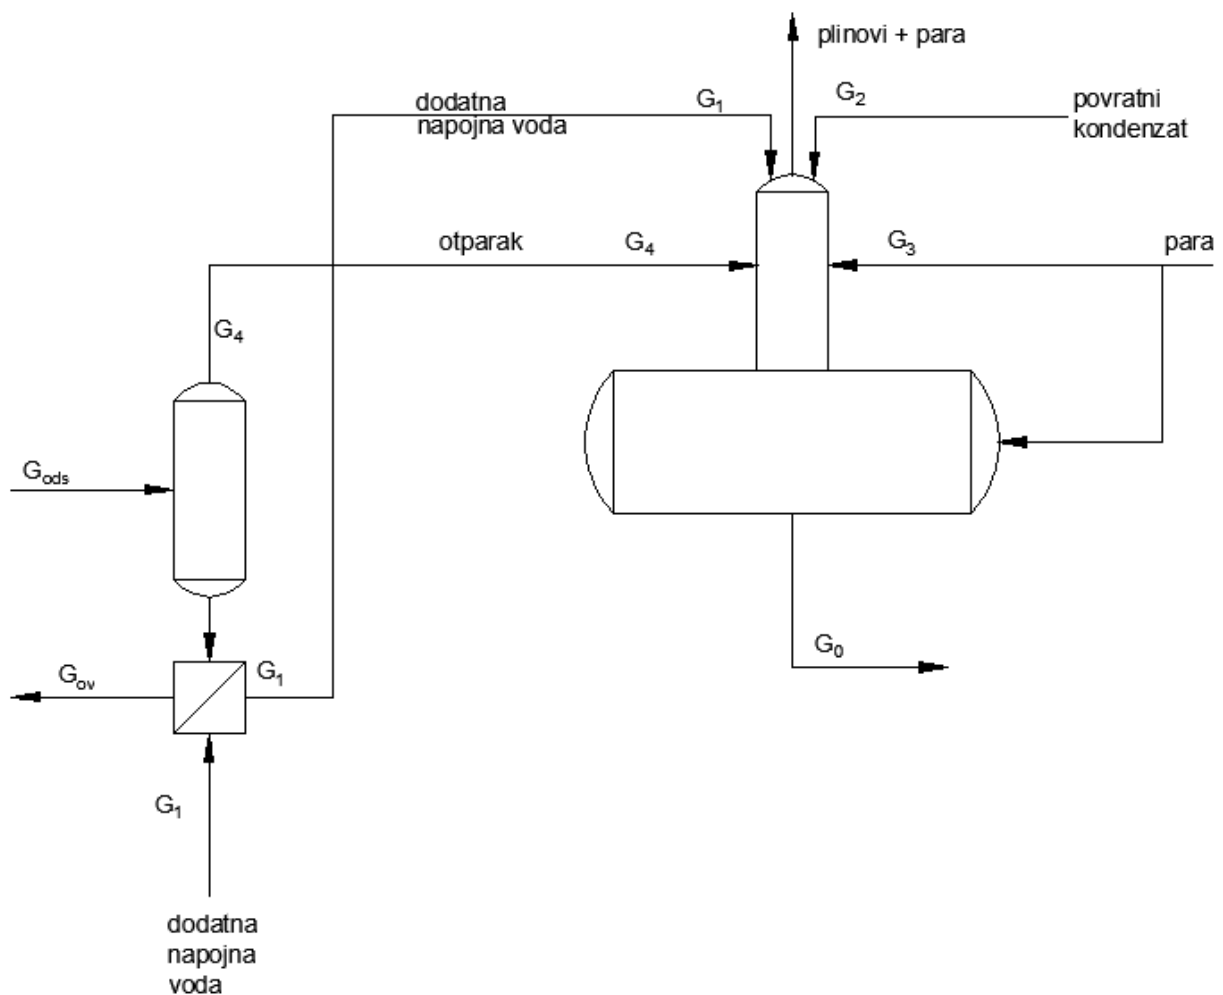 plinovi + para
dodatna
napojna voda
G₁
G₂
povratni
kondenzat
otparak
G₄
G₃
para
G₄
Gods
G₀
Gov
G₁
G₁
dodatna
napojna
voda